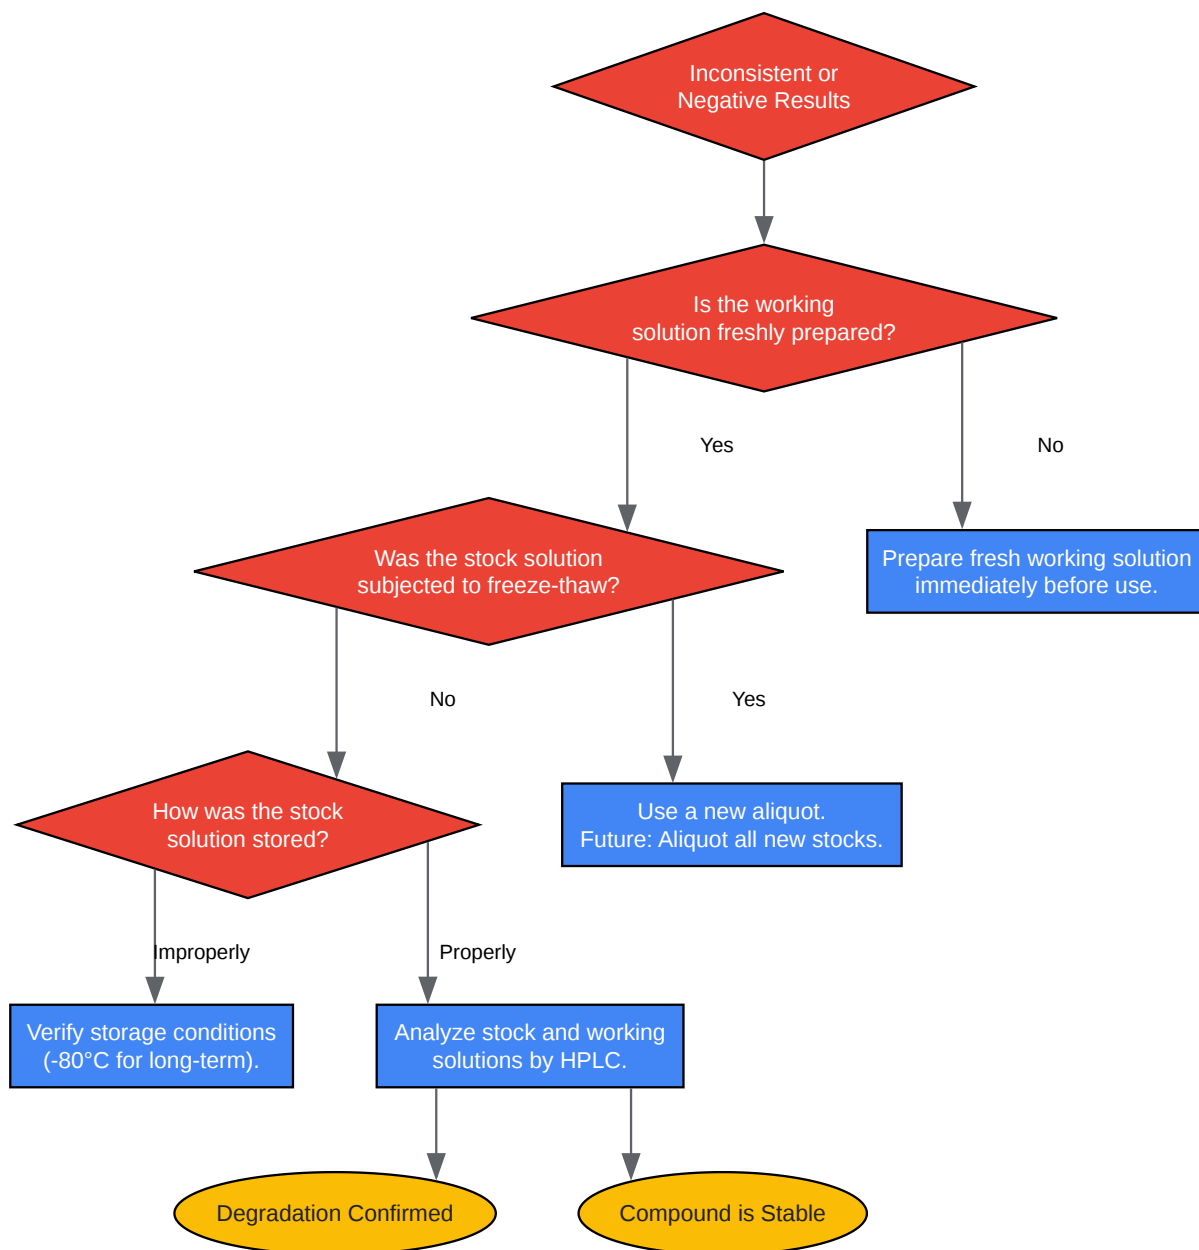 Inconsistent or
Negative Results
Is the working
solution freshly prepared?
Yes
No
Was the stock solution
subjected to freeze-thaw?
Prepare fresh working solution
immediately before use.
No
Yes
How was the stock
solution stored?
Use a new aliquot.
Future: Aliquot all new stocks.
Improperly
Properly
Verify storage conditions
(-80°C for long-term).
Analyze stock and working
solutions by HPLC.
Degradation Confirmed
Compound is Stable